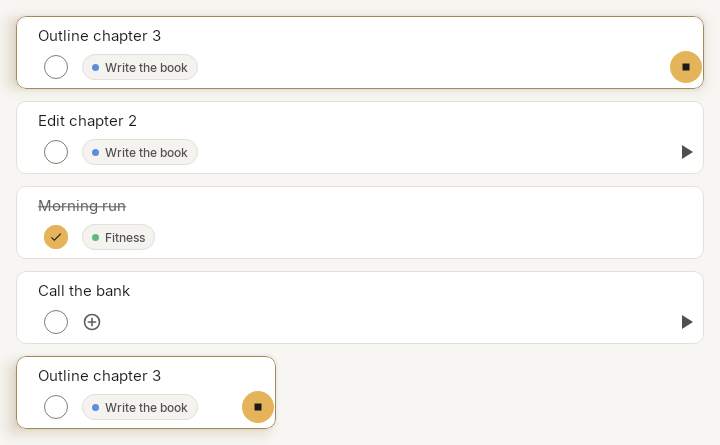 Outline chapter 3
Write the book
Edit chapter 2
Write the book
Morning run
Fitness
Call the bank
Outline chapter 3
Write the book